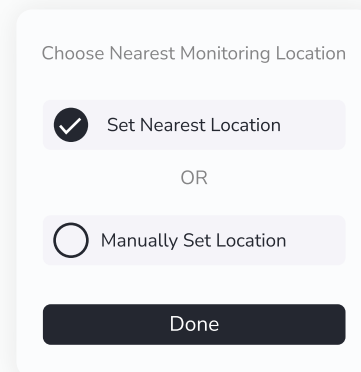 Choose Nearest Monitoring Location
Set Nearest Location
OR
Manually Set Location
Done